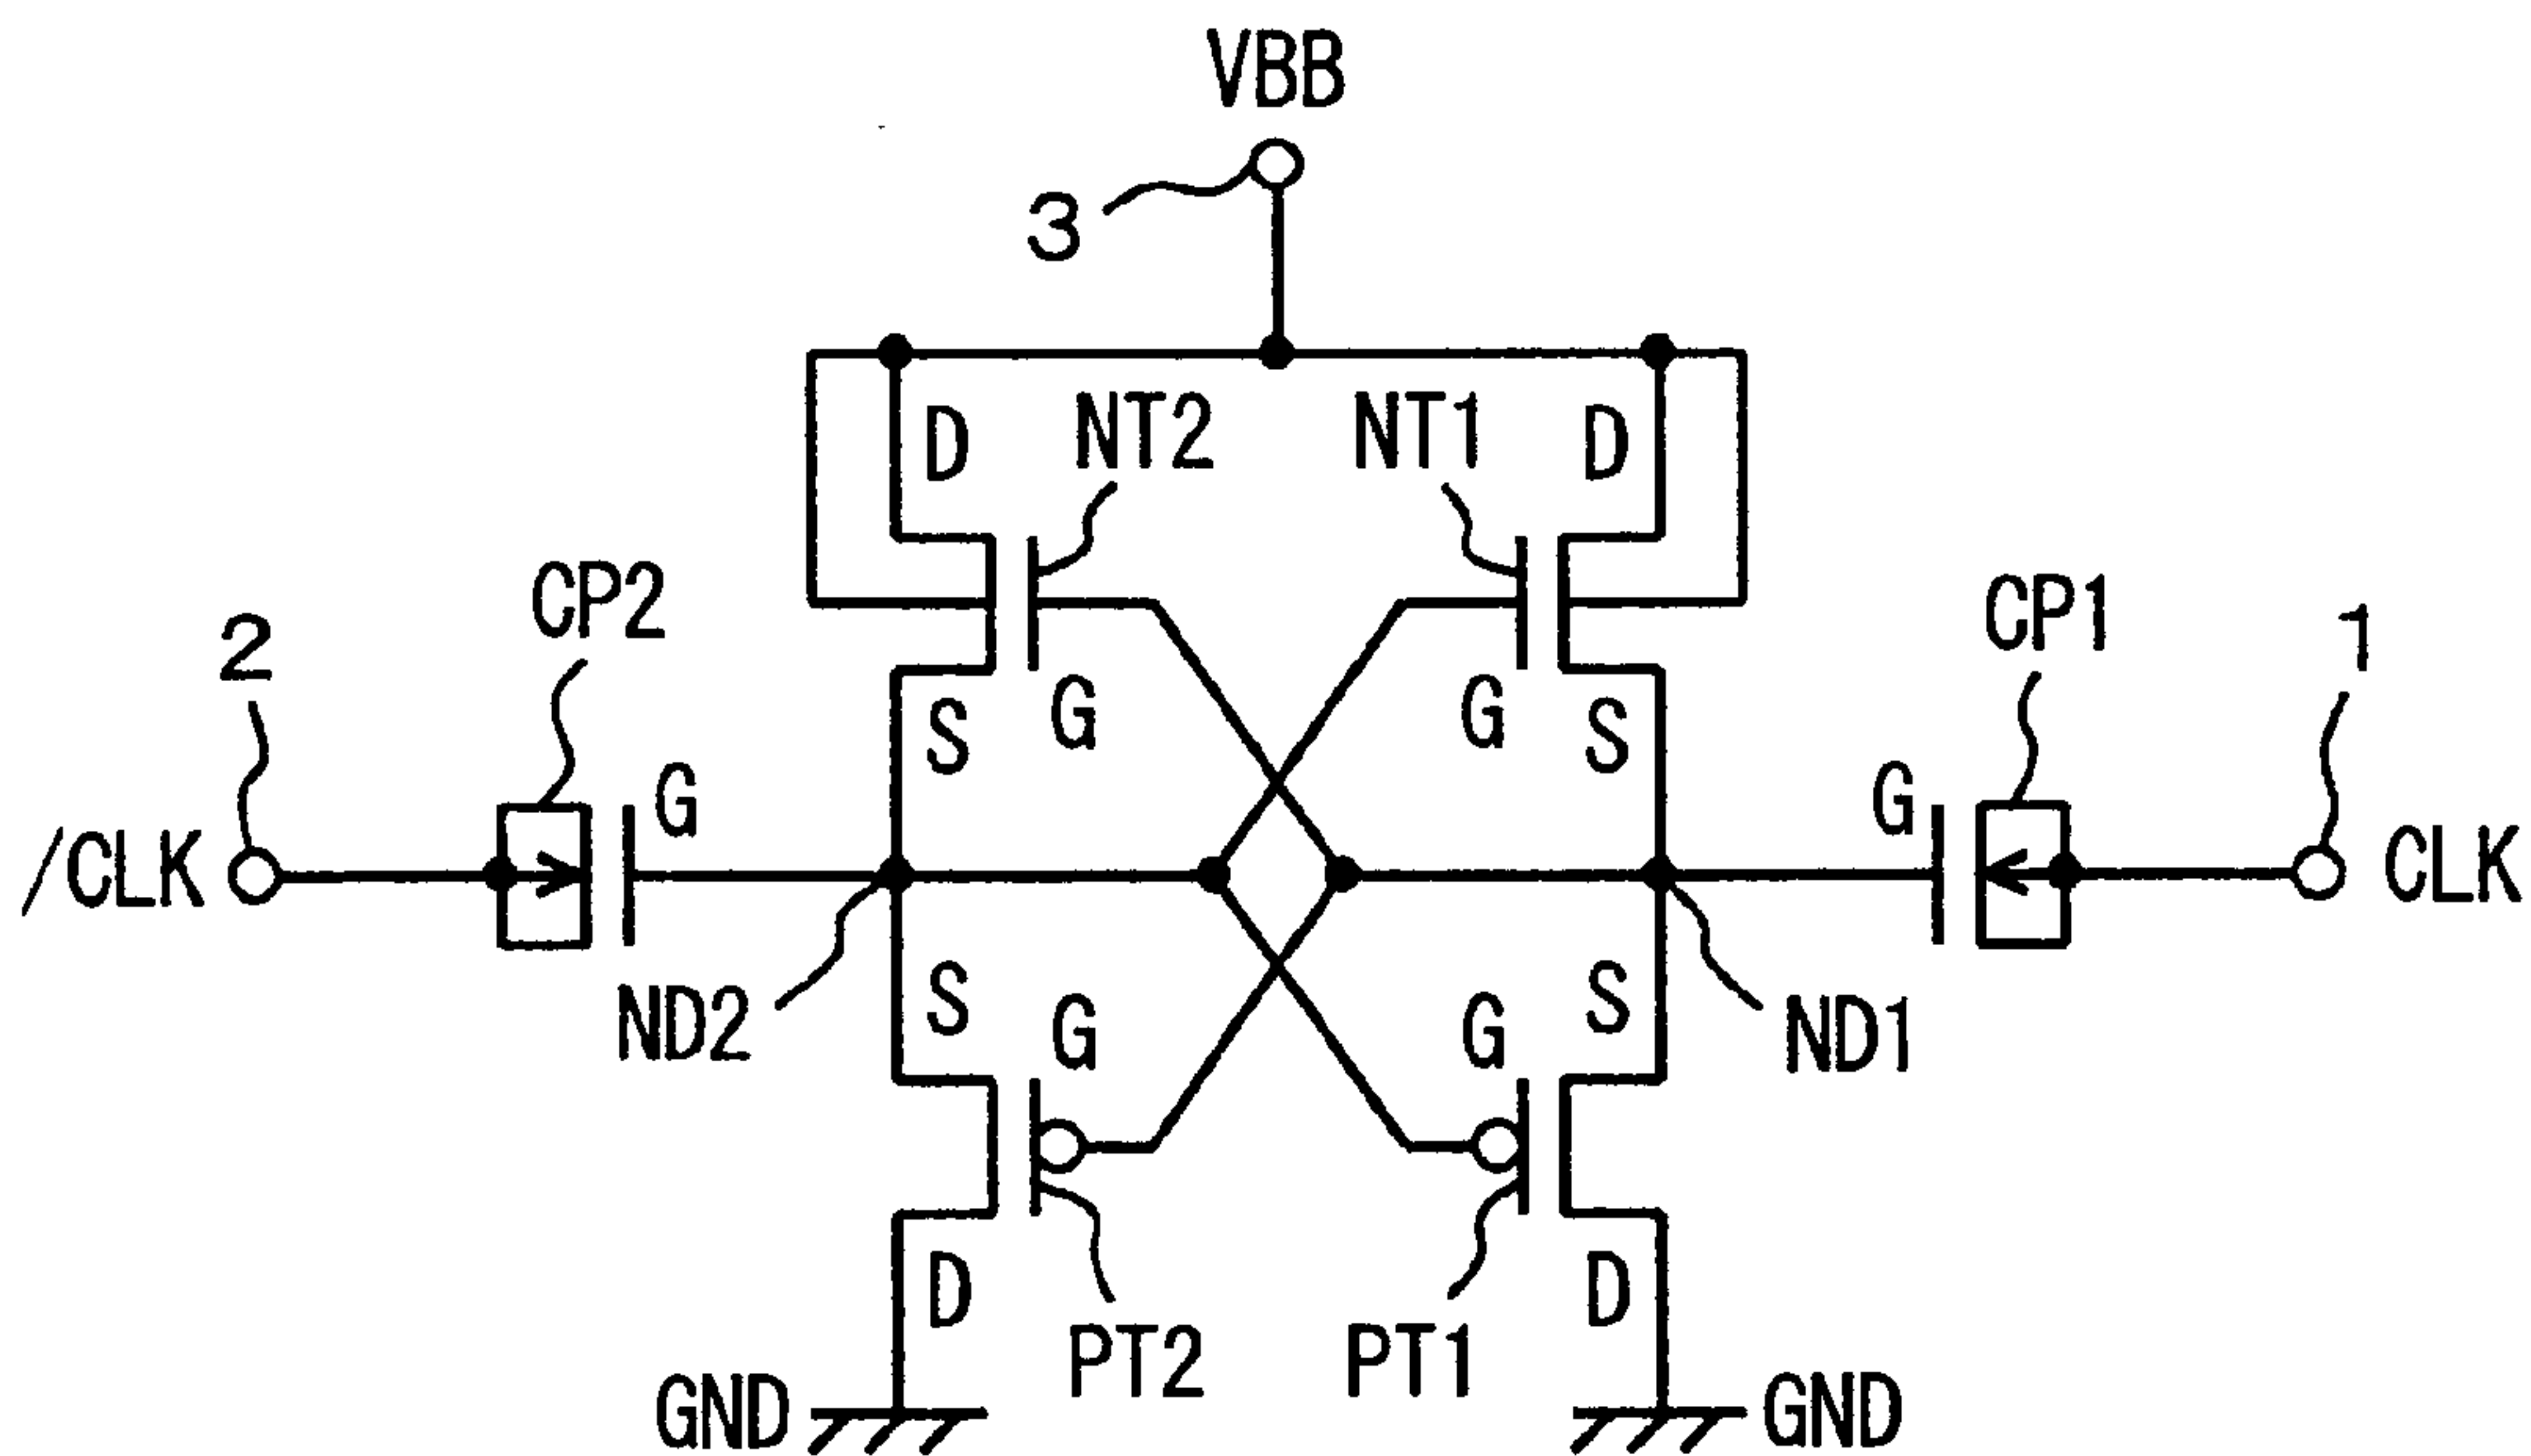 VBB
3
D NT2 NT1 D
2 CP2 CP1 1
S G G S
/CLK G G CLK
ND2 S G G S ND1
D PT2 PT1 D
GND GND